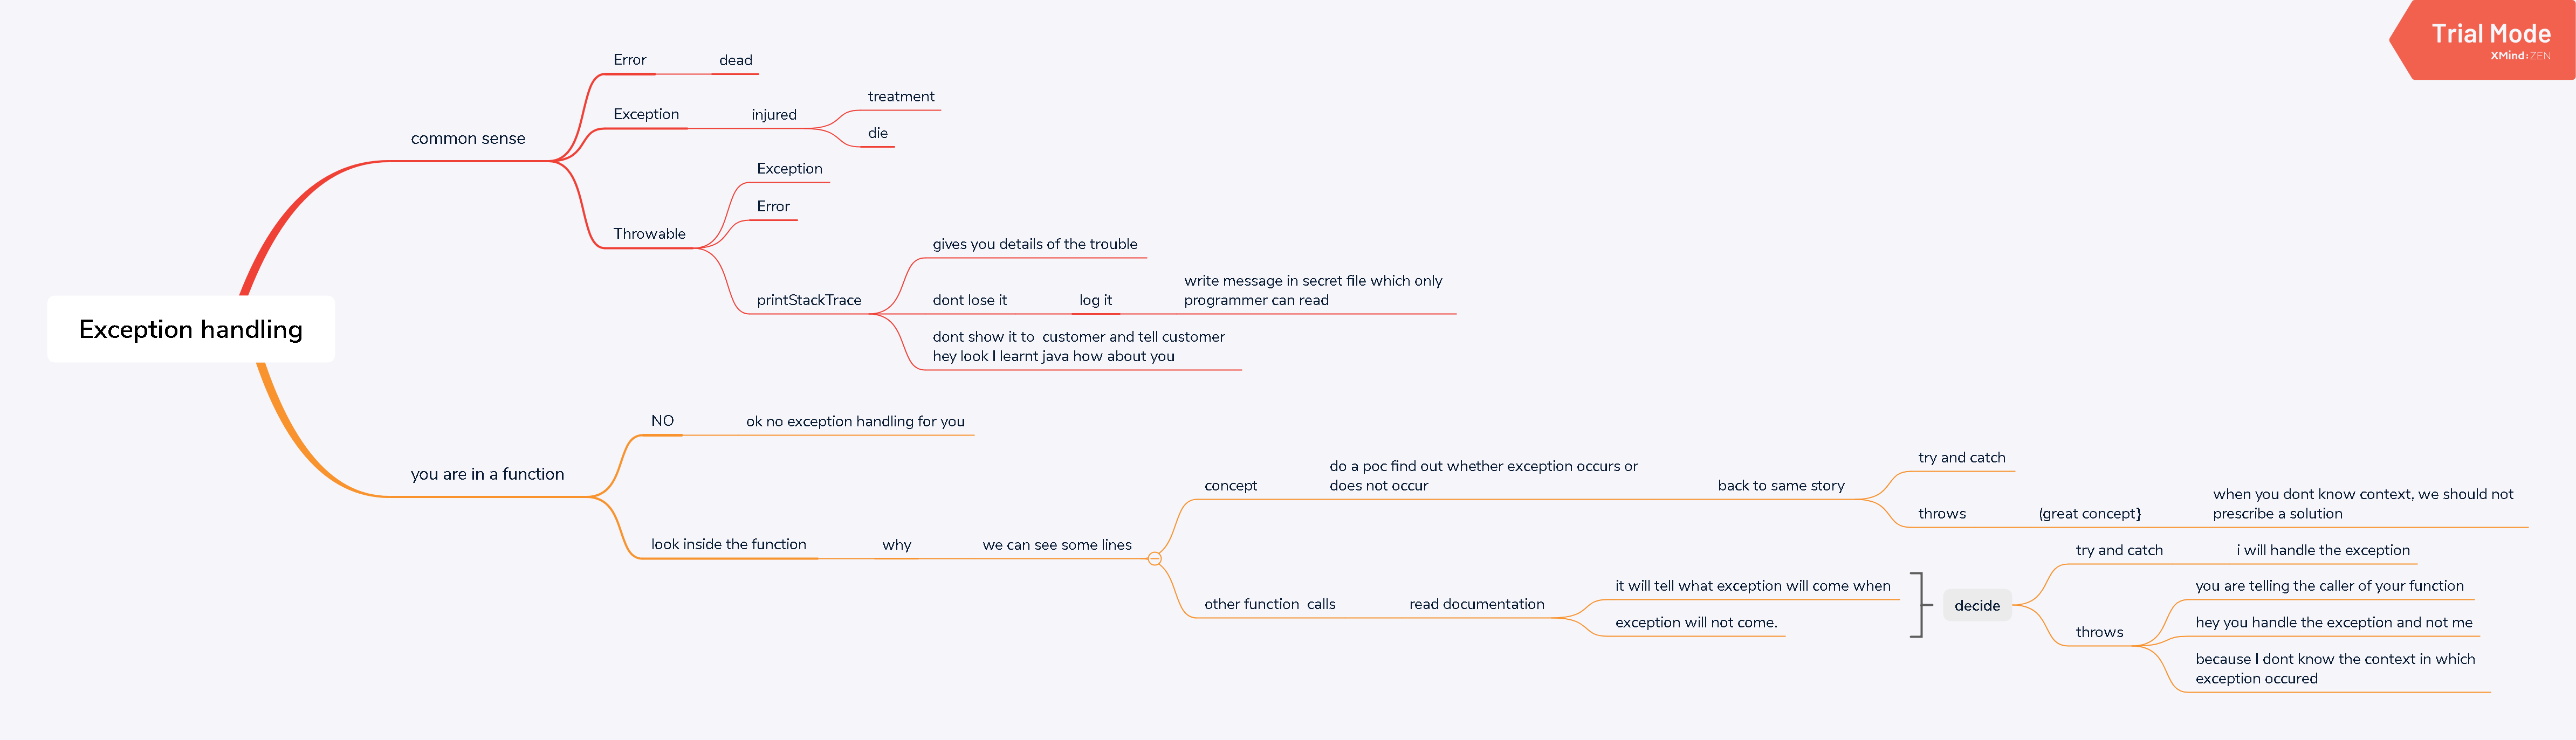 Trial Mode
XMind:ZEN
Exception handling
common sense
Error
dead
Exception
injured
treatment
die
Throwable
Exception
Error
printStackTrace
gives you details of the trouble
dont lose it
log it
write message in secret file which only
programmer can read
dont show it to  customer and tell customer
hey look I learnt java how about you
you are in a function
NO
ok no exception handling for you
look inside the function
why
we can see some lines
concept
do a poc find out whether exception occurs or
does not occur
back to same story
try and catch
throws
(great concept}
when you dont know context, we should not
prescribe a solution
other function  calls
read documentation
it will tell what exception will come when
exception will not come.
decide
try and catch
i will handle the exception
throws
you are telling the caller of your function
hey you handle the exception and not me
because I dont know the context in which
exception occured